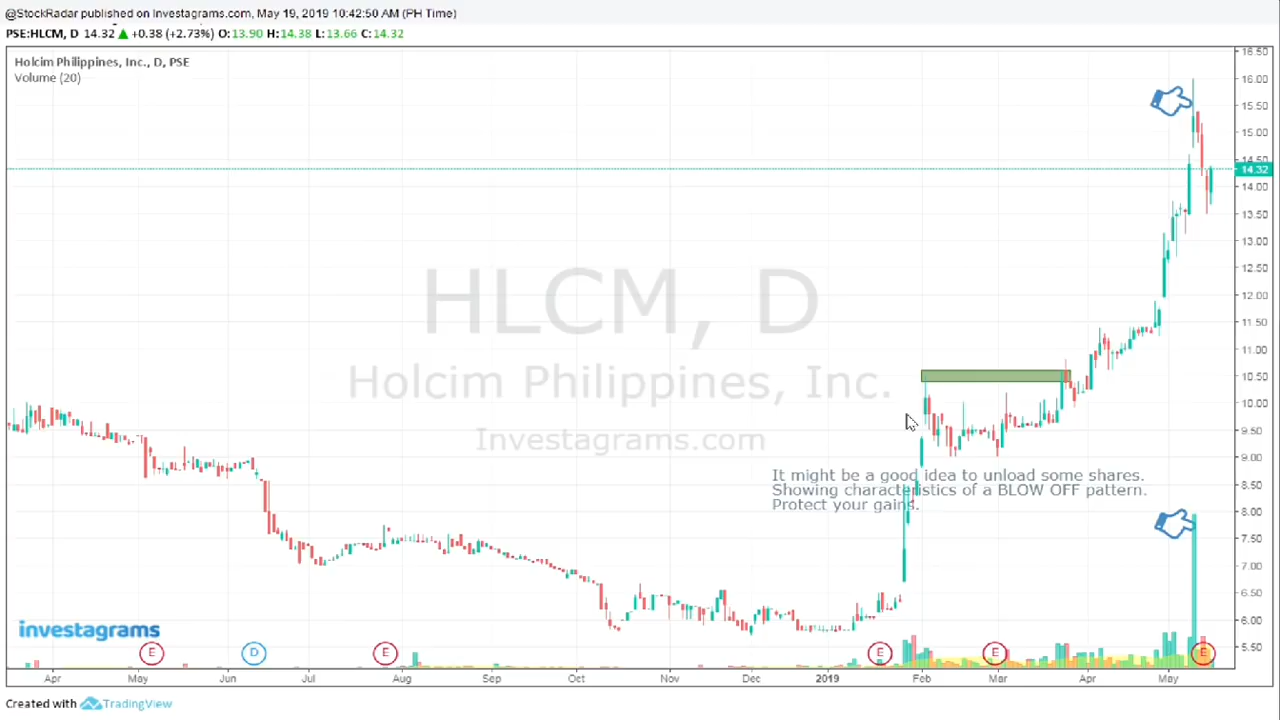 @StockRadar published on Investagrams.com, May 19, 2019 10:42:50 AM (PH Time)
PSE:HLCM, D 14.32 ▲ +0.38 (+2.73%) O:13.90 H:14.38 L:13.66 C:14.32
Holcim Philippines, Inc., D, PSE
Volume (20)
16.50
16.00
15.50
15.00
14.50
14.32
14.00
13.50
13.00
12.50
12.00
11.50
11.00
10.50
10.00
9.50
9.00
8.50
8.00
7.50
7.00
6.50
6.00
5.50
HLCM, D
Holcim Philippines, Inc.
Investagrams.com
It might be a good idea to unload some shares.
Showing characteristics of a BLOW OFF pattern.
Protect your gains.
investagrams
E D E E E E
Apr May Jun Jul Aug Sep Oct Nov Dec 2019 Feb Mar Apr May
Created with TradingView